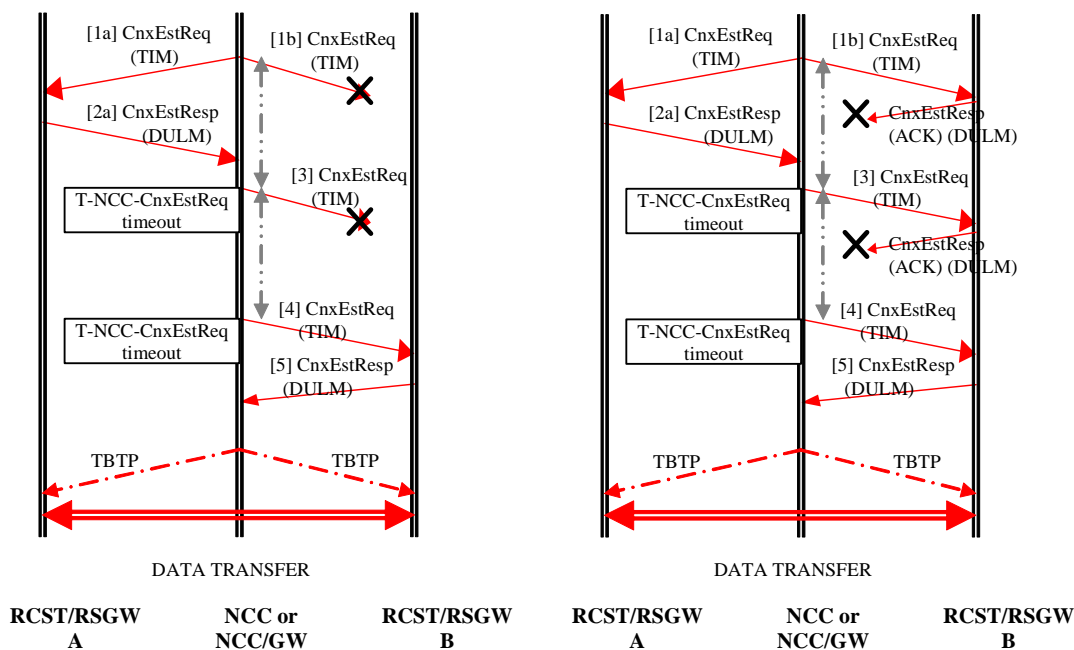 [1a] CnxEstReq
(TIM)
[1b] CnxEstReq
(TIM)
[2a] CnxEstResp
(DULM)
[3] CnxEstReq
(TIM)
T-NCC-CnxEstReq
timeout
[4] CnxEstReq
(TIM)
T-NCC-CnxEstReq
timeout
[5] CnxEstResp
(DULM)
TBTP
TBTP
DATA TRANSFER
RCST/RSGW
A
NCC or
NCC/GW
RCST/RSGW
B
[1a] CnxEstReq
(TIM)
[1b] CnxEstReq
(TIM)
CnxEstResp
(ACK) (DULM)
[2a] CnxEstResp
(DULM)
[3] CnxEstReq
(TIM)
T-NCC-CnxEstReq
timeout
CnxEstResp
(ACK) (DULM)
[4] CnxEstReq
(TIM)
T-NCC-CnxEstReq
timeout
[5] CnxEstResp
(DULM)
TBTP
TBTP
DATA TRANSFER
RCST/RSGW
A
NCC or
NCC/GW
RCST/RSGW
B